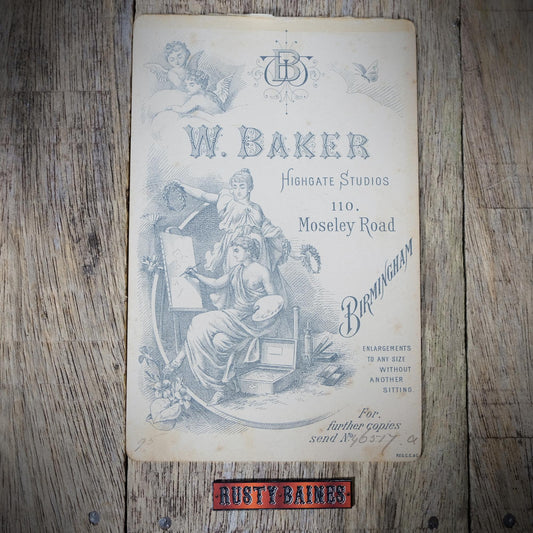 W. BAKER
HIGHGATE STUDIOS
110.
Moseley Road
BIRMINGHAM
ENLARGEMENTS
TO ANY SIZE
WITHOUT
ANOTHER
SITTING.
For
further copies
send No. 46517 a
RUSTY BAINES